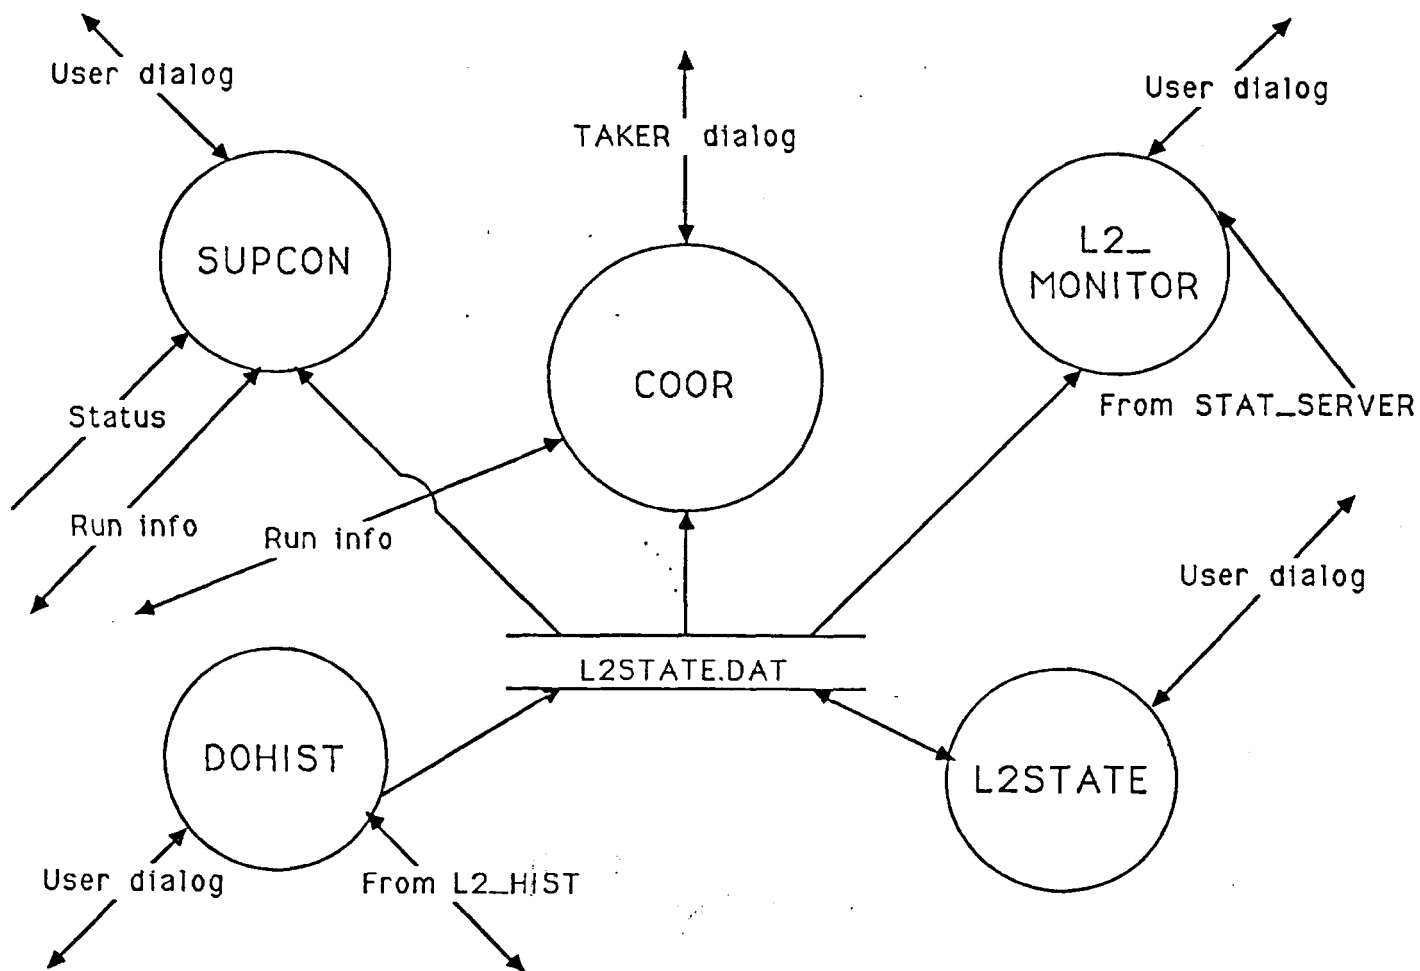 User dialog
User dialog
TAKER dialog
SUPCON
L2_
MONITOR
COOR
Status
From STAT_SERVER
Run info
Run info
User dialog
L2STATE.DAT
DOHIST
L2STATE
User dialog
From L2_HIST